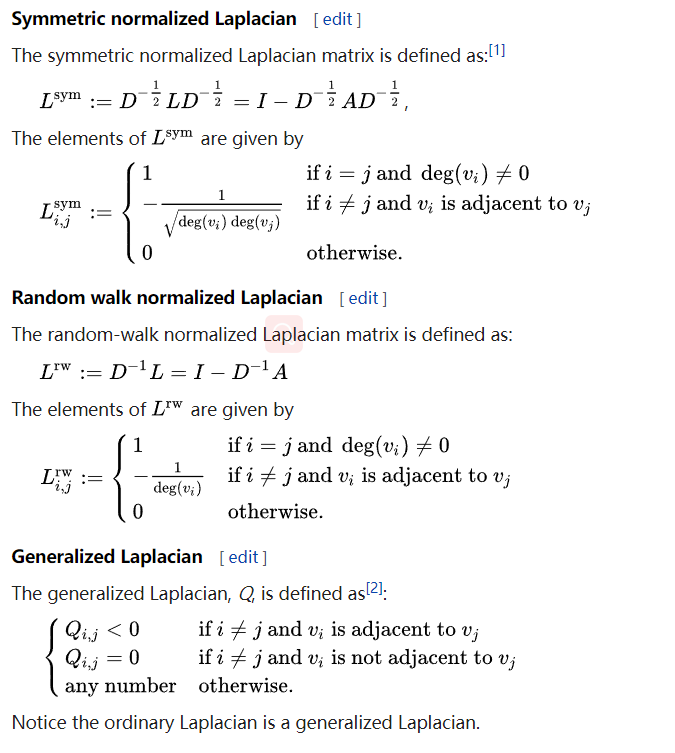 Symmetric normalized Laplacian [ edit ]
The symmetric normalized Laplacian matrix is defined as:[1]
L^sym := D^{-1/2} L D^{-1/2} = I − D^{-1/2} A D^{-1/2},
The elements of L^sym are given by
L^sym_{i,j} := { 1 if i = j and deg(v_i) ≠ 0
− 1/√(deg(v_i) deg(v_j)) if i ≠ j and v_i is adjacent to v_j
0 otherwise.
Random walk normalized Laplacian [ edit ]
The random-walk normalized Laplacian matrix is defined as:
L^rw := D^{-1} L = I − D^{-1} A
The elements of L^rw are given by
L^rw_{i,j} := { 1 if i = j and deg(v_i) ≠ 0
− 1/deg(v_i) if i ≠ j and v_i is adjacent to v_j
0 otherwise.
Generalized Laplacian [ edit ]
The generalized Laplacian, Q, is defined as[2]:
{ Q_{i,j} < 0 if i ≠ j and v_i is adjacent to v_j
Q_{i,j} = 0 if i ≠ j and v_i is not adjacent to v_j
any number otherwise.
Notice the ordinary Laplacian is a generalized Laplacian.